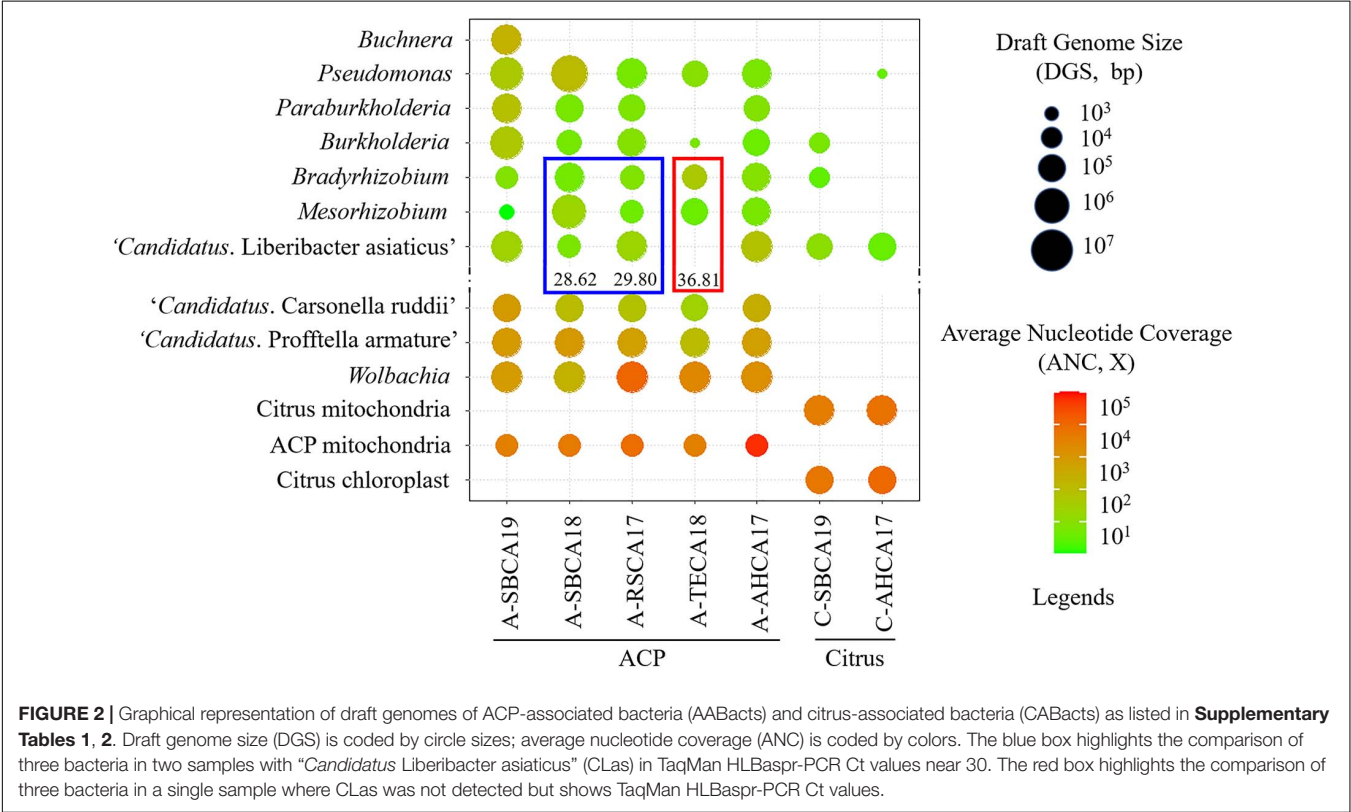 Buchnera
Pseudomonas
Paraburkholderia
Burkholderia
Bradyrhizobium
Mesorhizobium
‘Candidatus. Liberibacter asiaticus’
28.62 29.80 36.81
‘Candidatus. Carsonella ruddii’
‘Candidatus. Profftella armature’
Wolbachia
Citrus mitochondria
ACP mitochondria
Citrus chloroplast
A-SBCA19
A-SBCA18
A-RSCA17
A-TECA18
A-AHCA17
C-SBCA19
C-AHCA17
ACP
Citrus
Draft Genome Size
(DGS, bp)
10³
10⁴
10⁵
10⁶
10⁷
Average Nucleotide Coverage
(ANC, X)
10⁵
10⁴
10³
10²
10¹
Legends
FIGURE 2 | Graphical representation of draft genomes of ACP-associated bacteria (AABacts) and citrus-associated bacteria (CABacts) as listed in Supplementary
Tables 1, 2. Draft genome size (DGS) is coded by circle sizes; average nucleotide coverage (ANC) is coded by colors. The blue box highlights the comparison of
three bacteria in two samples with “Candidatus Liberibacter asiaticus” (CLas) in TaqMan HLBaspr-PCR Ct values near 30. The red box highlights the comparison of
three bacteria in a single sample where CLas was not detected but shows TaqMan HLBaspr-PCR Ct values.